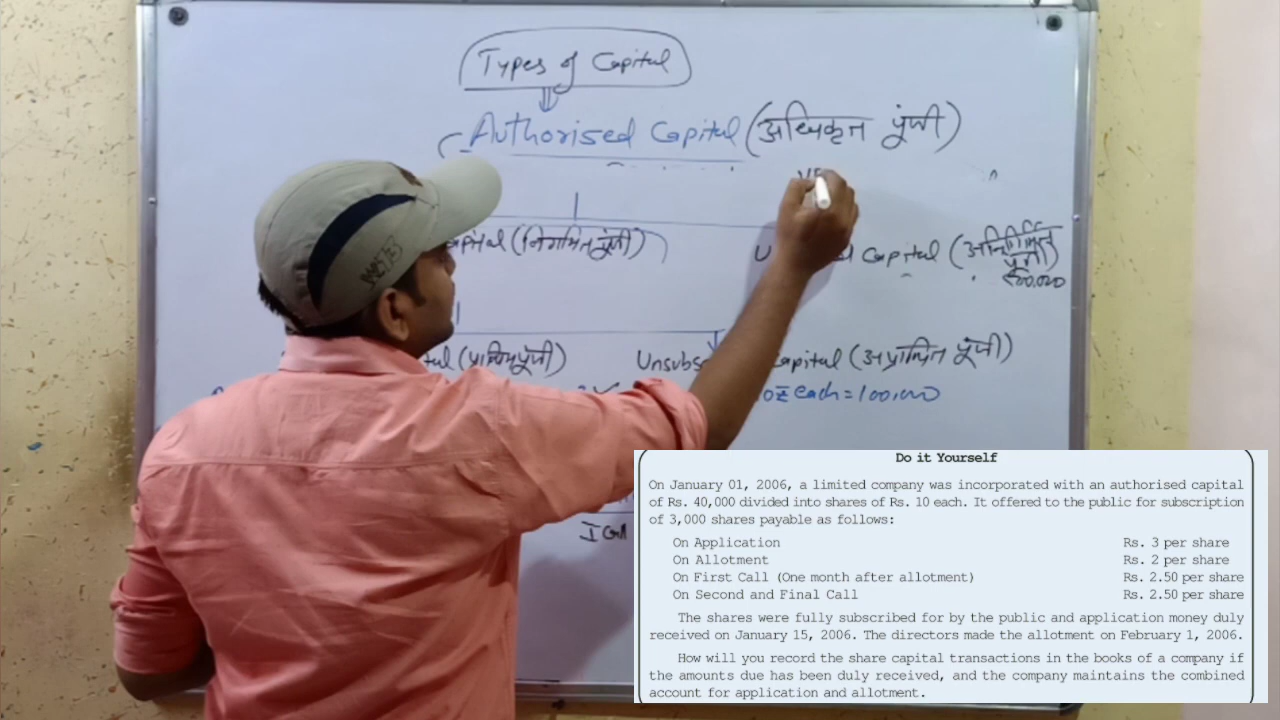 Types of Capital
Authorised Capital (अधिकृत पूंजी)
Capital (निर्गमित पूंजी)
Capital (अनिर्गमित पूंजी)
(प्रार्थित पूंजी)
Capital (अप्रार्थित पूंजी)
each = 100,000
Do it Yourself
On January 01, 2006, a limited company was incorporated with an authorised capital
of Rs. 40,000 divided into shares of Rs. 10 each. It offered to the public for subscription
of 3,000 shares payable as follows:
On Application Rs. 3 per share
On Allotment Rs. 2 per share
On First Call (One month after allotment) Rs. 2.50 per share
On Second and Final Call Rs. 2.50 per share
The shares were fully subscribed for by the public and application money duly
received on January 15, 2006. The directors made the allotment on February 1, 2006.
How will you record the share capital transactions in the books of a company if
the amounts due has been duly received, and the company maintains the combined
account for application and allotment.